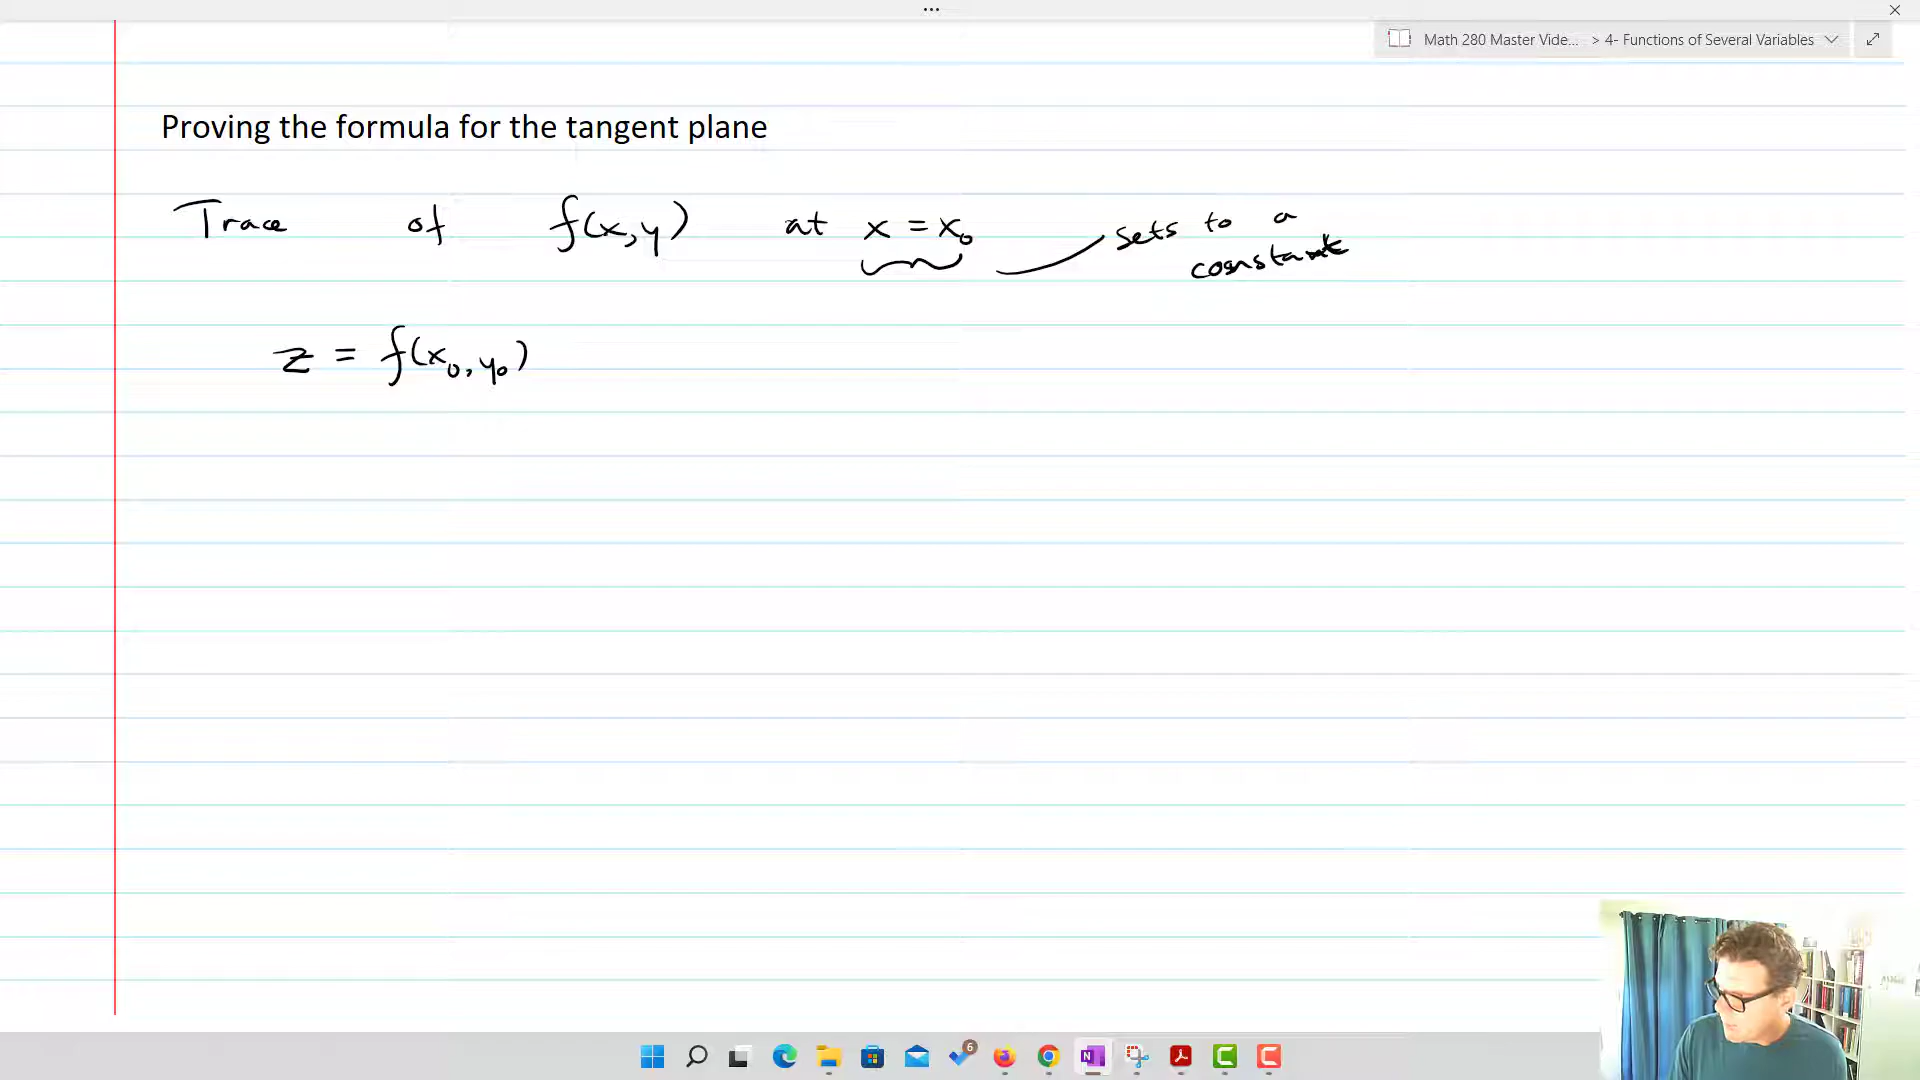 Math 280 Master Vide... > 4- Functions of Several Variables
Proving the formula for the tangent plane
Trace of f(x,y) at x = x₀ sets to a
constant
z = f(x₀, y₀)
6